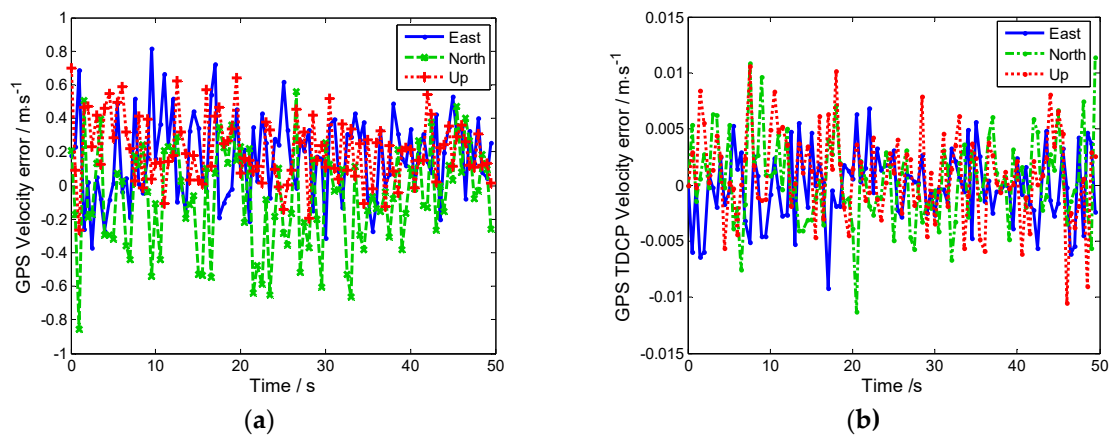 GPS Velocity error / m·s-1
1
0.8
0.6
0.4
0.2
0
-0.2
-0.4
-0.6
-0.8
-1
0 10 20 30 40 50
Time / s
East
North
Up
(a)
GPS TDCP Velocity error / m·s-1
0.015
0.01
0.005
0
-0.005
-0.01
-0.015
0 10 20 30 40 50
Time /s
East
North
Up
(b)